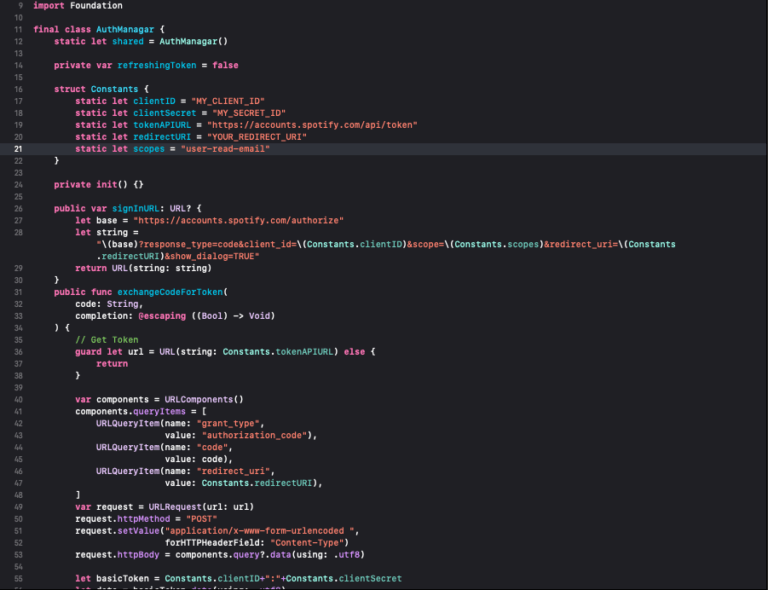 9 import Foundation
10
11 final class AuthManagar {
12     static let shared = AuthManagar()
13
14     private var refreshingToken = false
15
16     struct Constants {
17         static let clientID = "MY_CLIENT_ID"
18         static let clientSecret = "MY_SECRET_ID"
19         static let tokenAPIURL = "https://accounts.spotify.com/api/token"
20         static let redirectURI = "YOUR_REDIRECT_URI"
21         static let scopes = "user-read-email"
22     }
23
24     private init() {}
25
26     public var signInURL: URL? {
27         let base = "https://accounts.spotify.com/authorize"
28         let string =
            "\(base)?response_type=code&client_id=\(Constants.clientID)&scope=\(Constants.scopes)&redirect_uri=\(Constants
            .redirectURI)&show_dialog=TRUE"
29         return URL(string: string)
30     }
31     public func exchangeCodeForToken(
32         code: String,
33         completion: @escaping ((Bool) -> Void)
34     ) {
35         // Get Token
36         guard let url = URL(string: Constants.tokenAPIURL) else {
37             return
38         }
39
40         var components = URLComponents()
41         components.queryItems = [
42             URLQueryItem(name: "grant_type",
43                          value: "authorization_code"),
44             URLQueryItem(name: "code",
45                          value: code),
46             URLQueryItem(name: "redirect_uri",
47                          value: Constants.redirectURI),
48         ]
49         var request = URLRequest(url: url)
50         request.httpMethod = "POST"
51         request.setValue("application/x-www-form-urlencoded ",
52                          forHTTPHeaderField: "Content-Type")
53         request.httpBody = components.query?.data(using: .utf8)
54
55         let basicToken = Constants.clientID+":"+Constants.clientSecret